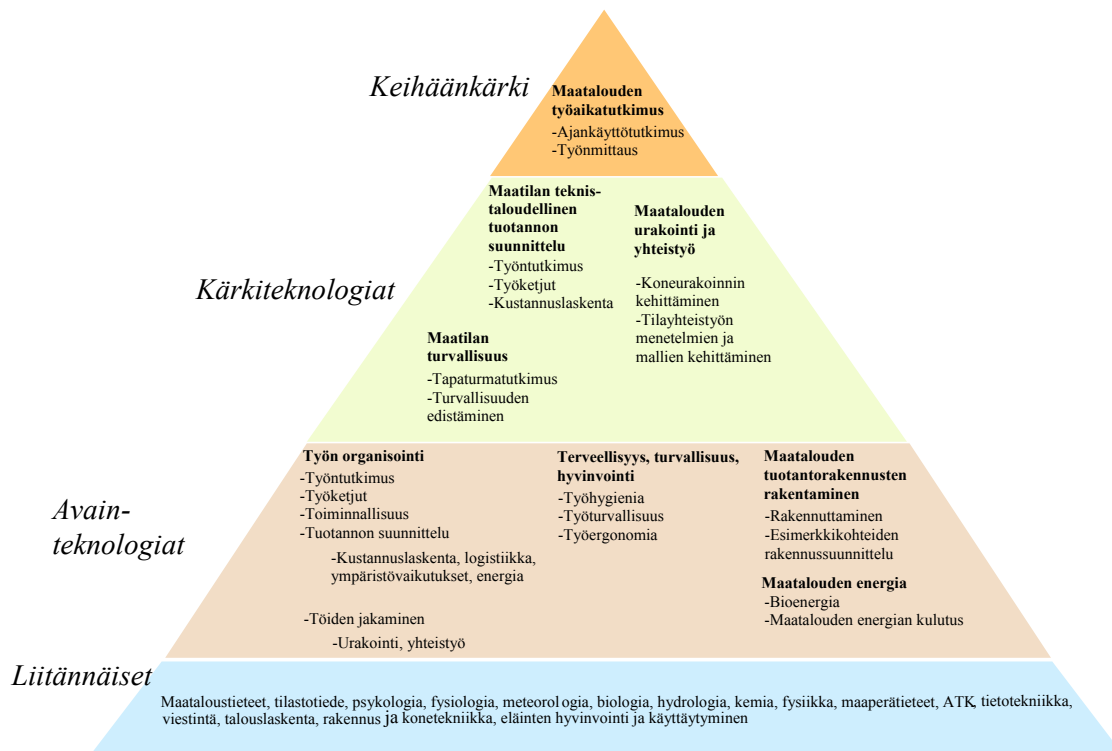 Keihäänkärki
Maatalouden
työaikatutkimus
-Ajankäyttötutkimus
-Työnmittaus
Kärkiteknologiat
Maatilan teknis-
taloudellinen
tuotannon
suunnittelu
-Työntutkimus
-Työketjut
-Kustannuslaskenta
Maatalouden
urakointi ja
yhteistyö
-Koneurakoinnin
kehittäminen
-Tilayhteistyön
menetelmien ja
mallien kehittäminen
Maatilan
turvallisuus
-Tapaturmatutkimus
-Turvallisuuden
edistäminen
Avain-
teknologiat
Työn organisointi
-Työntutkimus
-Työketjut
-Toiminnallisuus
-Tuotannon suunnittelu
-Kustannuslaskenta, logistiikka,
ympäristövaikutukset, energia
-Töiden jakaminen
-Urakointi, yhteistyö
Terveellisyys, turvallisuus,
hyvinvointi
-Työhygienia
-Työturvallisuus
-Työergonomia
Maatalouden
tuotantorakennusten
rakentaminen
-Rakennuttaminen
-Esimerkkikohteiden
rakennussuunnittelu
Maatalouden energia
-Bioenergia
-Maatalouden energian kulutus
Liitännäiset
Maataloustieteet, tilastotiede, psykologia, fysiologia, meteorologia, biologia, hydrologia, kemia, fysiikka, maaperätieteet, ATK, tietotekniikka,
viestintä, talouslaskenta, rakennus ja konetekniikka, eläinten hyvinvointi ja käyttäytyminen